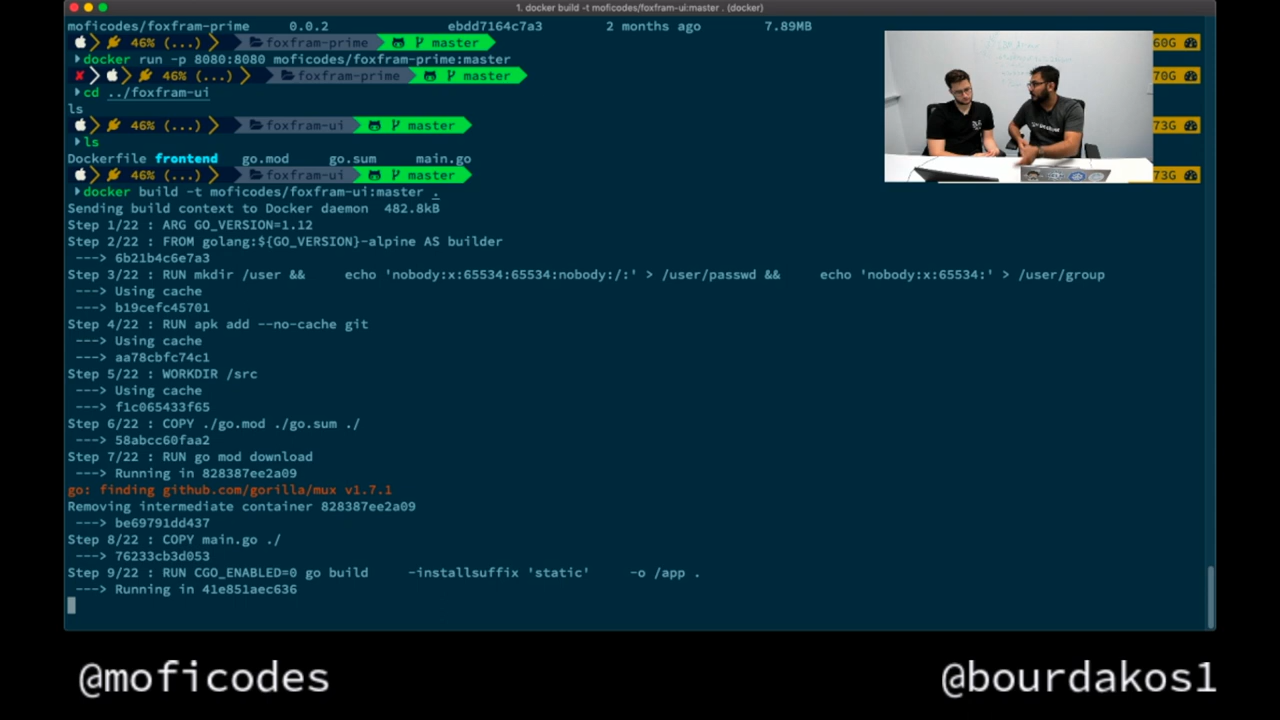 1. docker build -t moficodes/foxfram-ui:master . (docker)
moficodes/foxfram-prime 0.0.2 ebdd7164c7a3 2 months ago 7.89MB
46% (...) foxfram-prime master 60G
docker run -p 8080:8080 moficodes/foxfram-prime:master
✘ 46% (...) foxfram-prime master 70G
cd ../foxfram-ui
ls
46% (...) foxfram-ui master 73G
ls
Dockerfile frontend go.mod go.sum main.go
46% (...) foxfram-ui master 73G
docker build -t moficodes/foxfram-ui:master .
Sending build context to Docker daemon 482.8kB
Step 1/22 : ARG GO_VERSION=1.12
Step 2/22 : FROM golang:${GO_VERSION}-alpine AS builder
---> 6b21b4c6e7a3
Step 3/22 : RUN mkdir /user && echo 'nobody:x:65534:65534:nobody:/:' > /user/passwd && echo 'nobody:x:65534:' > /user/group
---> Using cache
---> b19cefc45701
Step 4/22 : RUN apk add --no-cache git
---> Using cache
---> aa78cbfc74c1
Step 5/22 : WORKDIR /src
---> Using cache
---> f1c065433f65
Step 6/22 : COPY ./go.mod ./go.sum ./
---> 58abcc60faa2
Step 7/22 : RUN go mod download
---> Running in 828387ee2a09
go: finding github.com/gorilla/mux v1.7.1
Removing intermediate container 828387ee2a09
---> be69791dd437
Step 8/22 : COPY main.go ./
---> 76233cb3d053
Step 9/22 : RUN CGO_ENABLED=0 go build -installsuffix 'static' -o /app .
---> Running in 41e851aec636
@moficodes
@bourdakos1